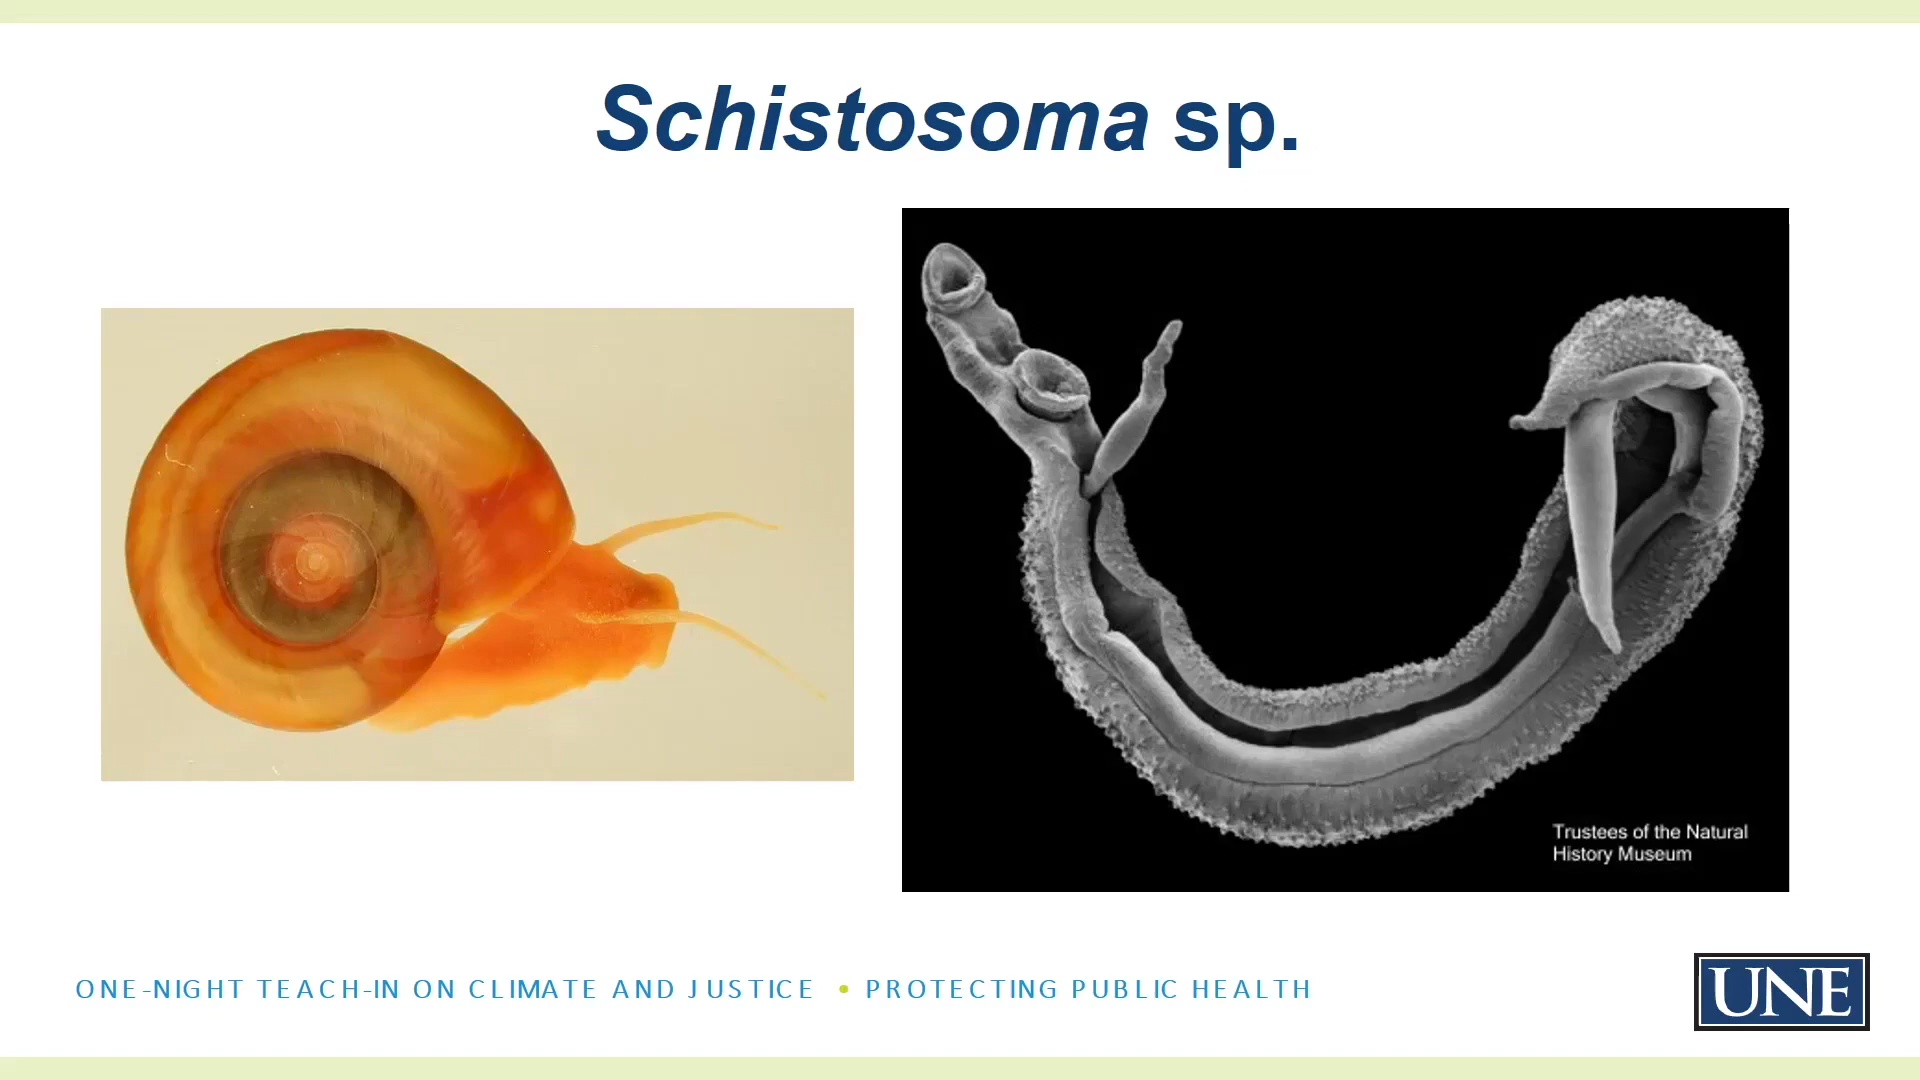 Schistosoma sp.
Trustees of the Natural
History Museum
ONE-NIGHT TEACH-IN ON CLIMATE AND JUSTICE • PROTECTING PUBLIC HEALTH
UNE